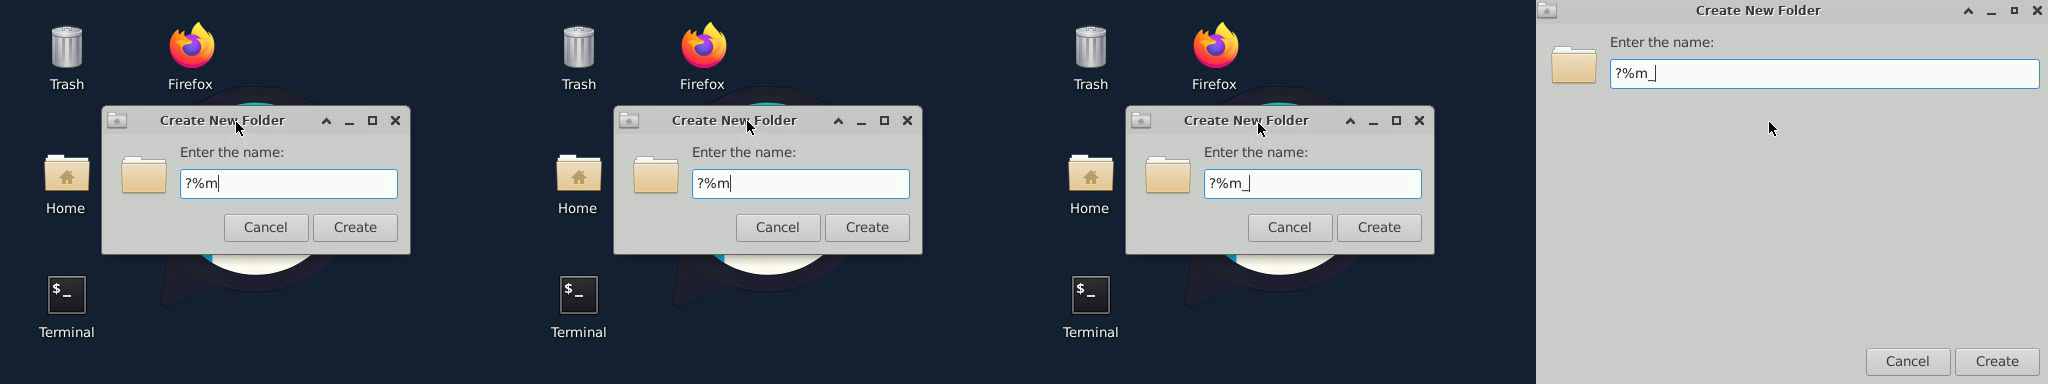 Trash
Firefox
Create New Folder
Enter the name:
?%m
Home
Cancel
Create
$_
Terminal
Trash
Firefox
Create New Folder
Enter the name:
?%m
Home
Cancel
Create
$_
Terminal
Trash
Firefox
Create New Folder
Enter the name:
?%m_
Home
Cancel
Create
$_
Terminal
Create New Folder
Enter the name:
?%m_
Cancel
Create